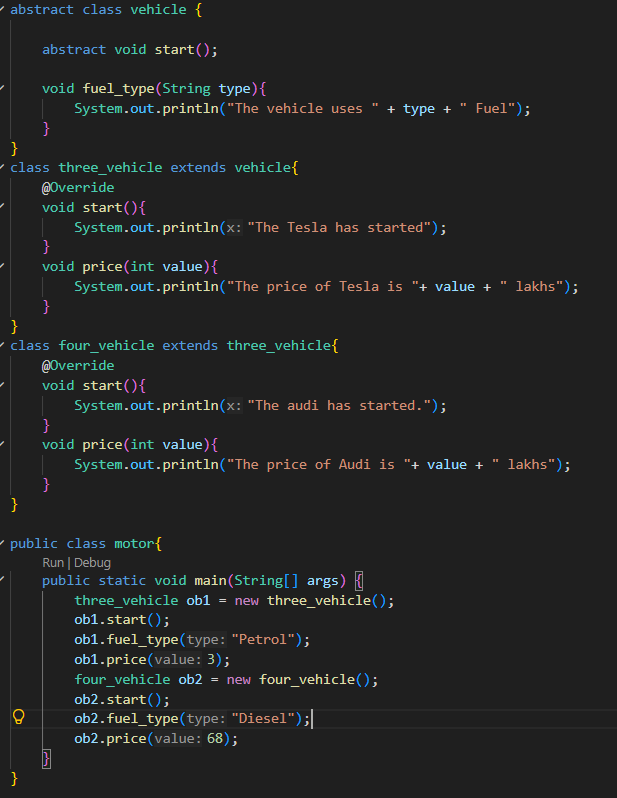 abstract class vehicle {
abstract void start();
void fuel_type(String type){
System.out.println("The vehicle uses " + type + " Fuel");
}
}
class three_vehicle extends vehicle{
@Override
void start(){
System.out.println(x: "The Tesla has started");
}
void price(int value){
System.out.println("The price of Tesla is "+ value + " lakhs");
}
}
class four_vehicle extends three_vehicle{
@Override
void start(){
System.out.println(x: "The audi has started.");
}
void price(int value){
System.out.println("The price of Audi is "+ value + " lakhs");
}
}
public class motor{
Run | Debug
public static void main(String[] args) {
three_vehicle ob1 = new three_vehicle();
ob1.start();
ob1.fuel_type(type: "Petrol");
ob1.price(value: 3);
four_vehicle ob2 = new four_vehicle();
ob2.start();
ob2.fuel_type(type: "Diesel");
ob2.price(value: 68);
}
}